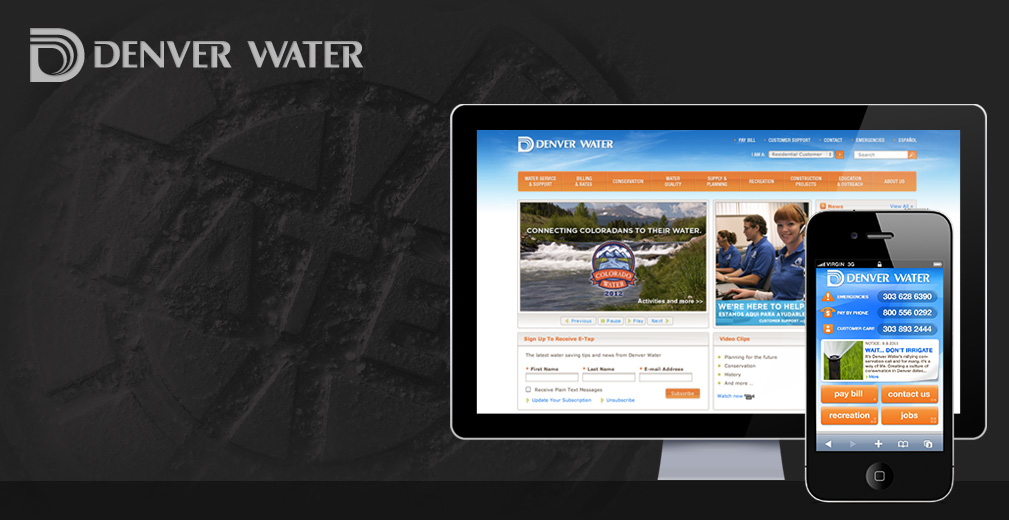 DENVER WATER
DENVER WATER
PAY BILL CUSTOMER SUPPORT CONTACT EMERGENCIES ESPAÑOL
I AM A: Residential Customer Search
WATER SERVICE & SUPPORT
BILLING & RATES
CONSERVATION
WATER QUALITY
SUPPLY & PLANNING
RECREATION
CONSTRUCTION PROJECTS
EDUCATION & OUTREACH
ABOUT US
CONNECTING COLORADANS TO THEIR WATER.
COLORADO
WATER
2012
Activities and more >>
Previous Pause Play Next
WE'RE HERE TO HELP
ESTAMOS AQUI PARA AYUDARLE
CUSTOMER SUPPORT
News View All »
Sign Up To Receive E-Tap
The latest water saving tips and news from Denver Water
* First Name * Last Name * E-mail Address
Receive Plain Text Messages
Subscribe
Update Your Subscription Unsubscribe
Video Clips
Planning for the future
Conservation
History
And more ...
Watch now
VIRGIN 3G
DENVER WATER
EMERGENCIES 303 628 6390
PAY BY PHONE 800 556 0292
CUSTOMER CARE 303 893 2444
WAIT... DON'T IRRIGATE
It's Denver Water's rallying con-
servation call and for many, it's a
way of life. Creating a culture of
conservation in Denver dates...
› More
pay bill contact us
recreation jobs